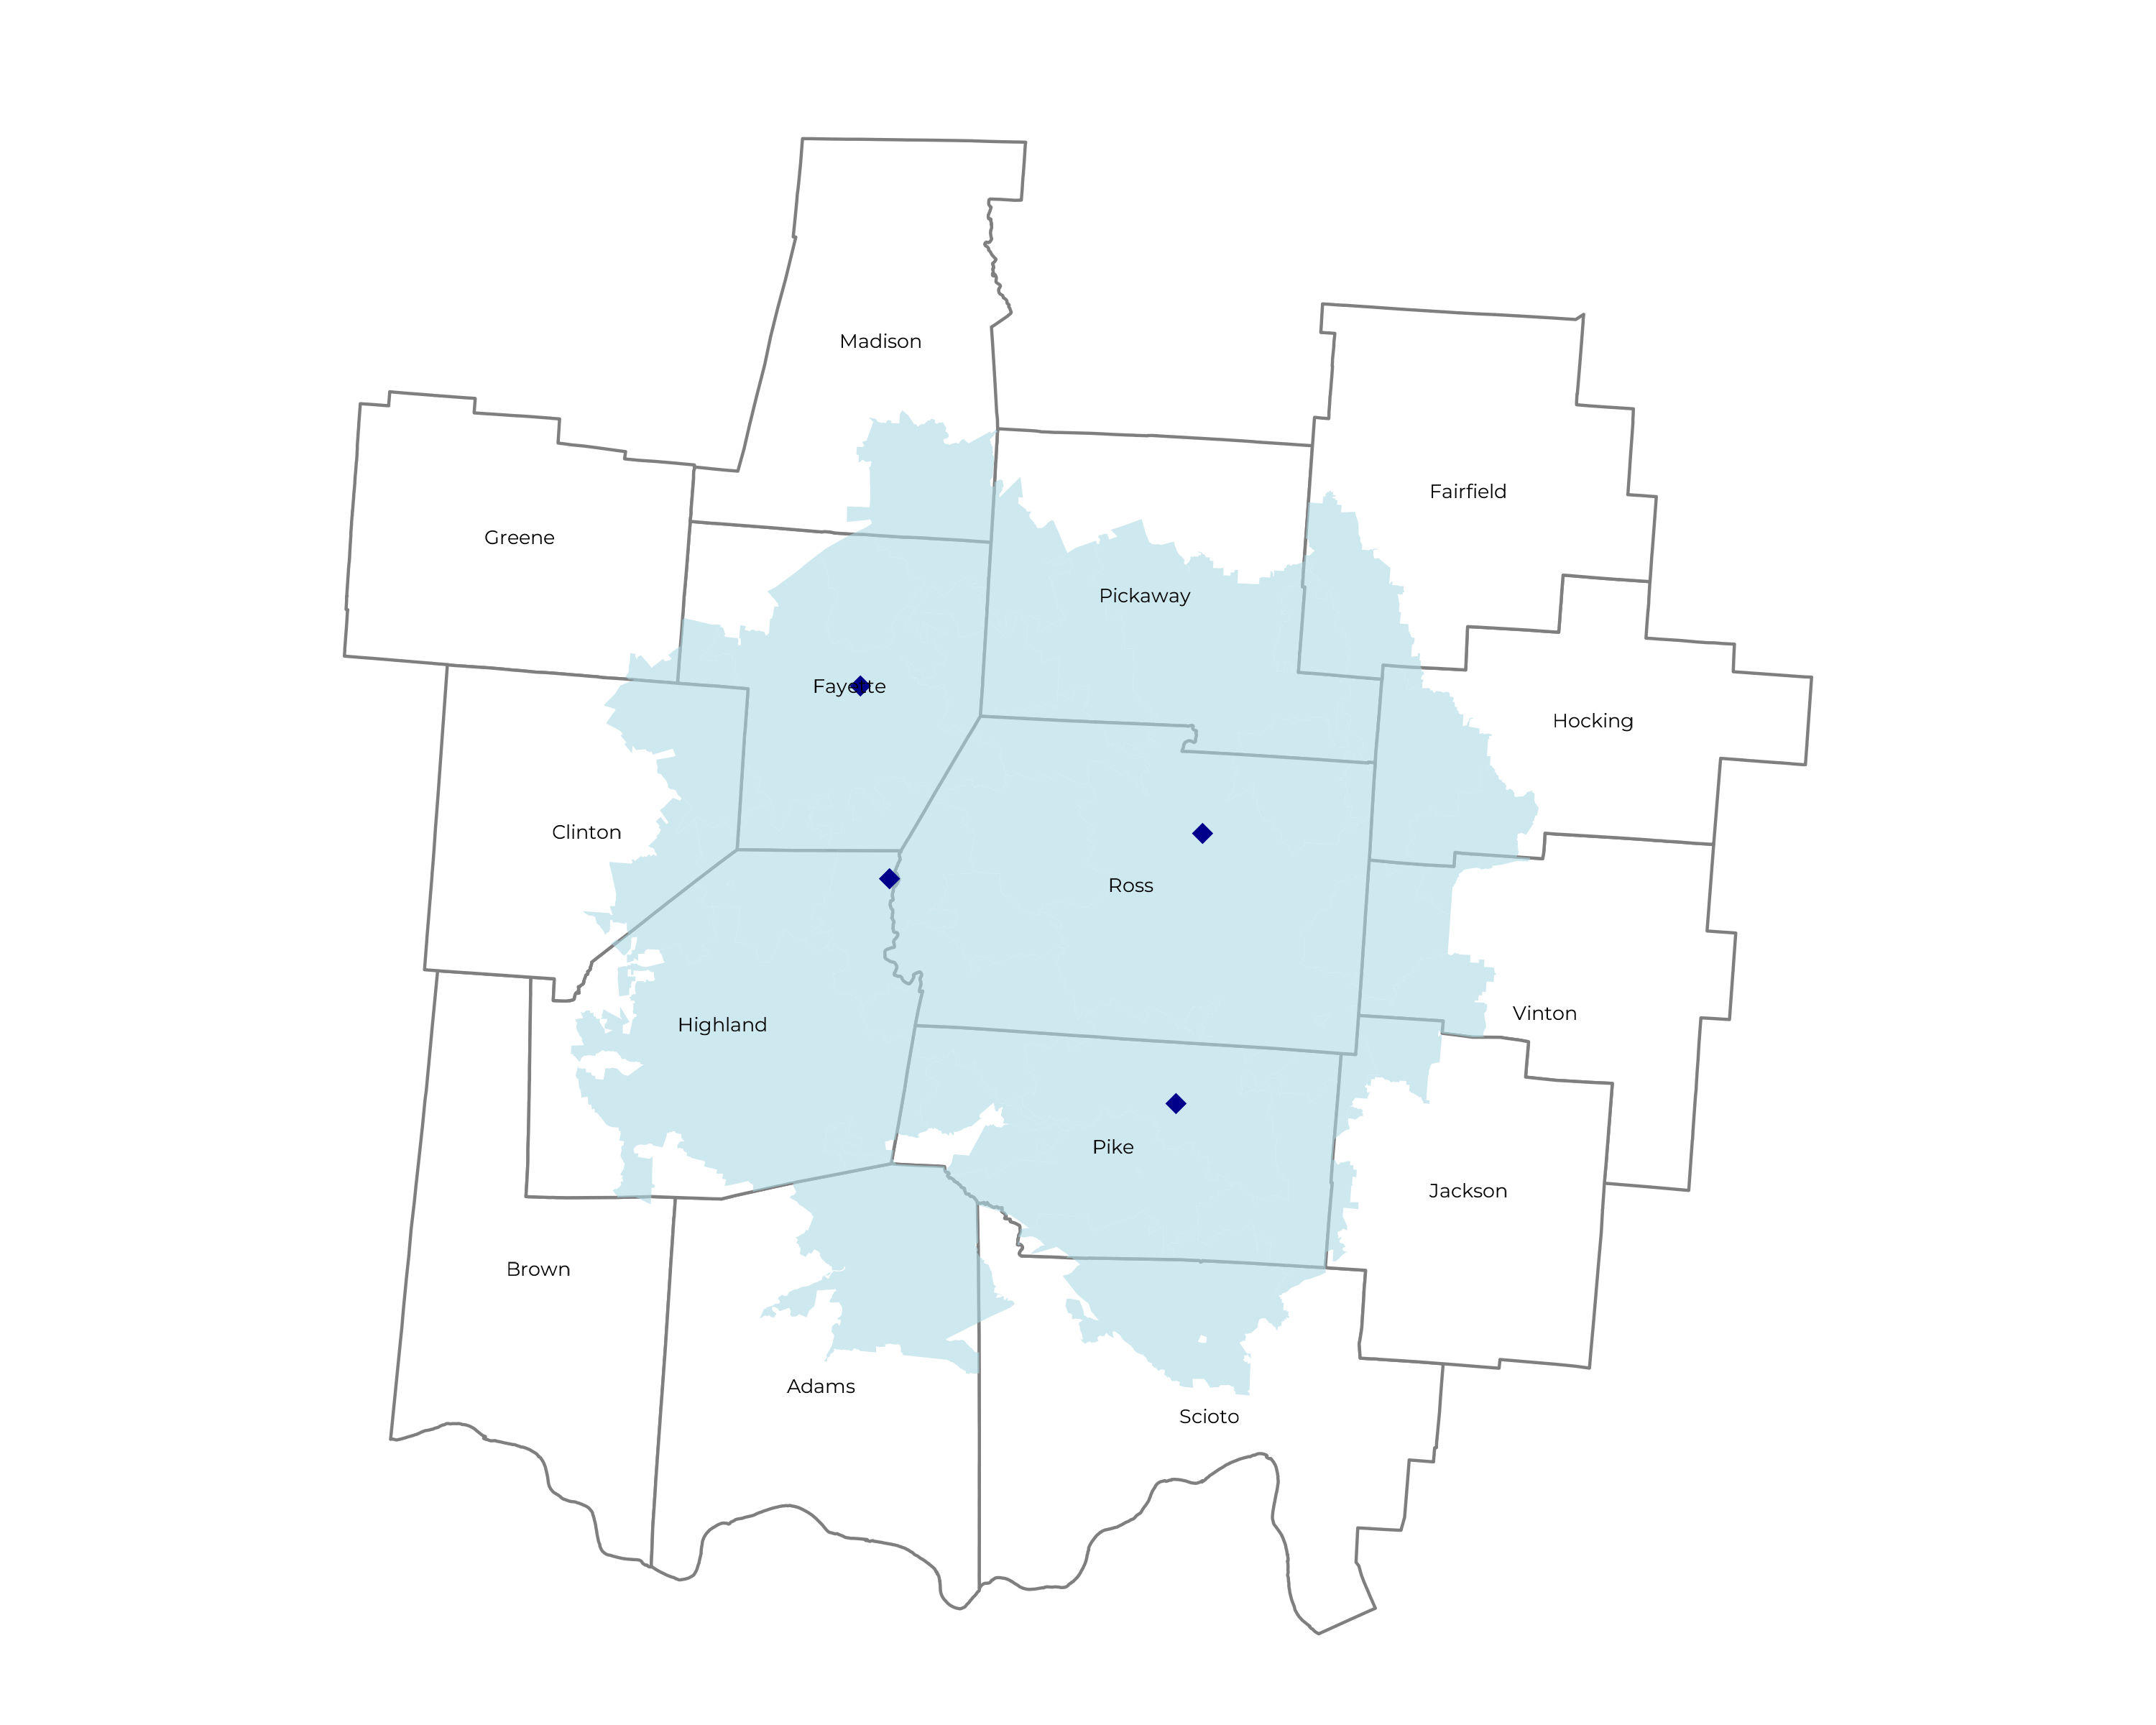 Madison
Fairfield
Greene
Pickaway
Fayette
Hocking
Clinton
Ross
Vinton
Highland
Pike
Jackson
Brown
Adams
Scioto